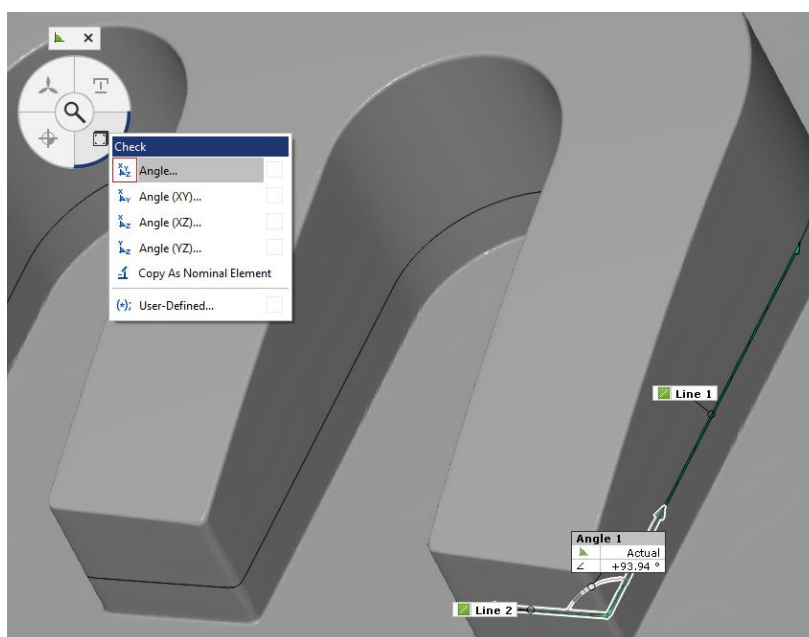 Check
Angle...
Angle (XY)...
Angle (XZ)...
Angle (YZ)...
Copy As Nominal Element
User-Defined...
Line 1
Angle 1
Actual
+93.94 °
Line 2